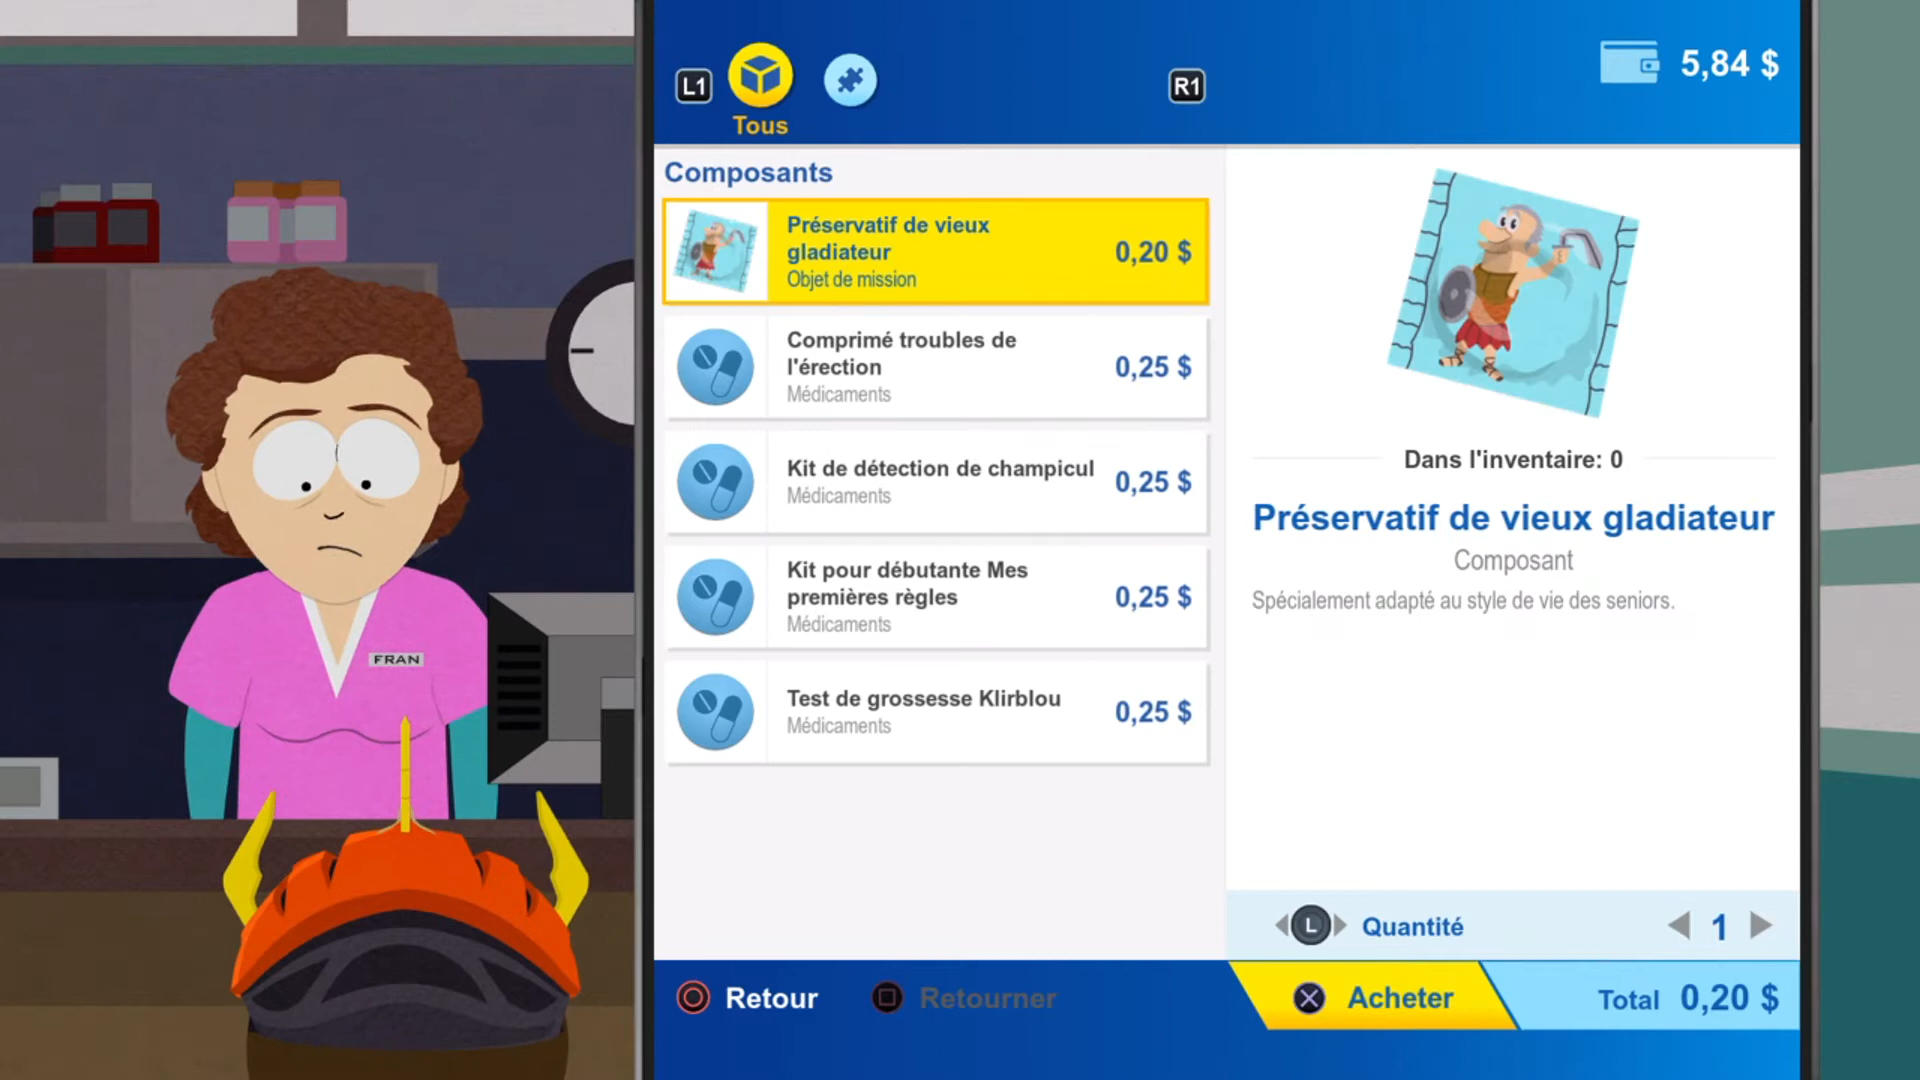 L1
R1
5,84 $
Tous
Composants
Préservatif de vieux
gladiateur
Objet de mission
0,20 $
Comprimé troubles de
l'érection
Médicaments
0,25 $
Kit de détection de champicul
Médicaments
0,25 $
Kit pour débutante Mes
premières règles
Médicaments
0,25 $
Test de grossesse Klirblou
Médicaments
0,25 $
Dans l'inventaire: 0
Préservatif de vieux gladiateur
Composant
Spécialement adapté au style de vie des seniors.
FRAN
L
Quantité
1
Retour
Retourner
Acheter
Total 0,20 $